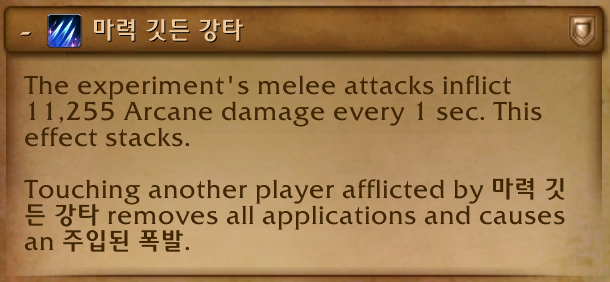 - 마력 깃든 강타
The experiment's melee attacks inflict
11,255 Arcane damage every 1 sec. This
effect stacks.
Touching another player afflicted by 마력 깃
든 강타 removes all applications and causes
an 주입된 폭발.